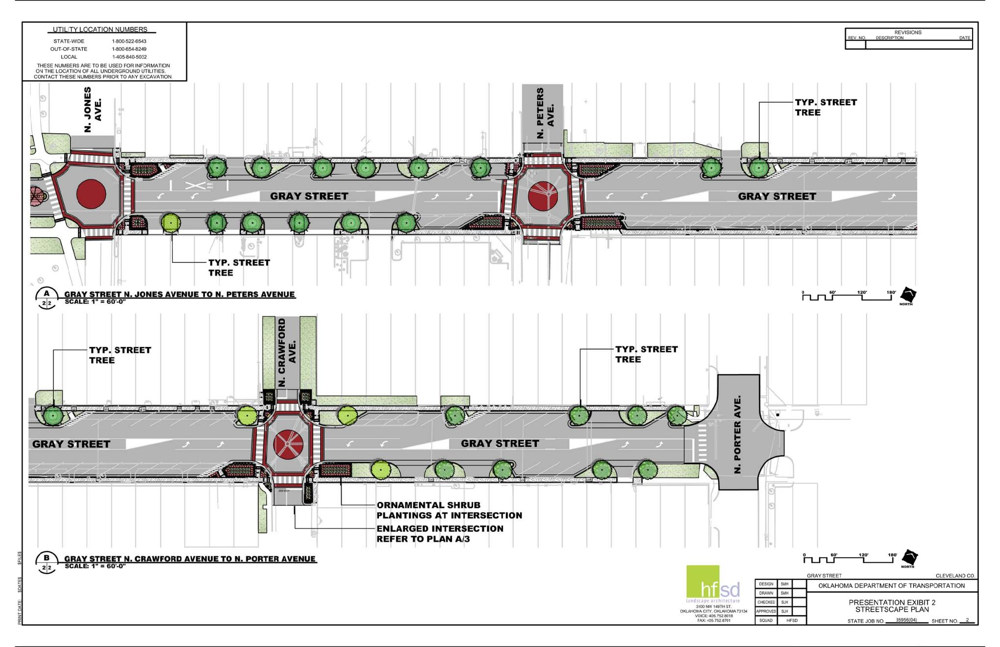 UTILITY LOCATION NUMBERS
STATE-WIDE 1-800-522-6543
OUT-OF-STATE 1-800-654-8249
LOCAL 1-405-840-5032
THESE NUMBERS ARE TO BE USED FOR INFORMATION
ON THE LOCATION OF ALL UNDERGROUND UTILITIES.
CONTACT THESE NUMBERS PRIOR TO ANY EXCAVATION.
REVISIONS
REV. NO. DESCRIPTION DATE
N. JONES
AVE.
N. PETERS
AVE.
TYP. STREET
TREE
GRAY STREET
GRAY STREET
TYP. STREET
TREE
A
2 2
GRAY STREET N. JONES AVENUE TO N. PETERS AVENUE
SCALE: 1" = 60'-0"
0 60' 120' 180'
NORTH
N. CRAWFORD
AVE.
TYP. STREET
TREE
TYP. STREET
TREE
GRAY STREET
GRAY STREET
N. PORTER AVE.
ORNAMENTAL SHRUB
PLANTINGS AT INTERSECTION
ENLARGED INTERSECTION
REFER TO PLAN A/3
B
2 2
GRAY STREET N. CRAWFORD AVENUE TO N. PORTER AVENUE
SCALE: 1" = 60'-0"
0 60' 120' 180'
NORTH
PRINT DATE: $DATE$ $FILE$
hfsd
landscape architecture
3100 NW 149TH ST.
OKLAHOMA CITY, OKLAHOMA 73134
VOICE: 405.752.8018
FAX: 405.752.8701
DESIGN SMH
DRAWN SMH
CHECKED SLH
APPROVED SLH
SQUAD HFSD
GRAY STREET CLEVELAND CO.
OKLAHOMA DEPARTMENT OF TRANSPORTATION
PRESENTATION EXIBIT 2
STREETSCAPE PLAN
STATE JOB NO. 35956(04) SHEET NO. 2